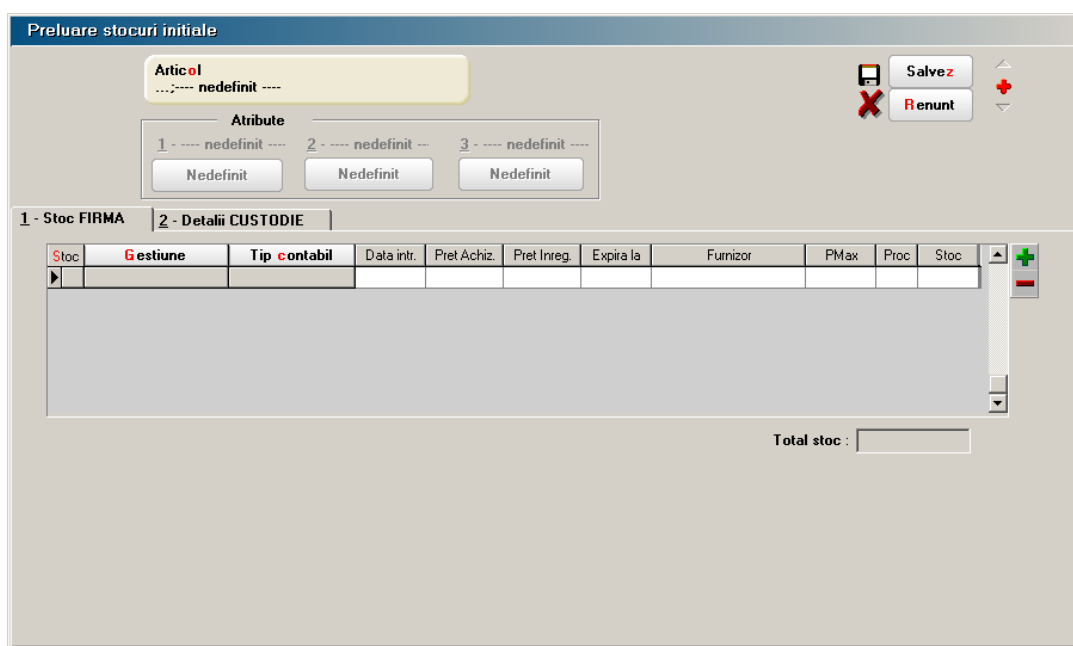 Preluare stocuri initiale
Articol
...;---- nedefinit ----
Salvez
Renunt
Atribute
1 - ---- nedefinit ---- 2 - ---- nedefinit --- 3 - ---- nedefinit ----
Nedefinit Nedefinit Nedefinit
1 - Stoc FIRMA 2 - Detalii CUSTODIE
Stoc Gestiune Tip contabil Data intr. Pret Achiz. Pret Inreg. Expira la Furnizor PMax Proc Stoc
Total stoc :